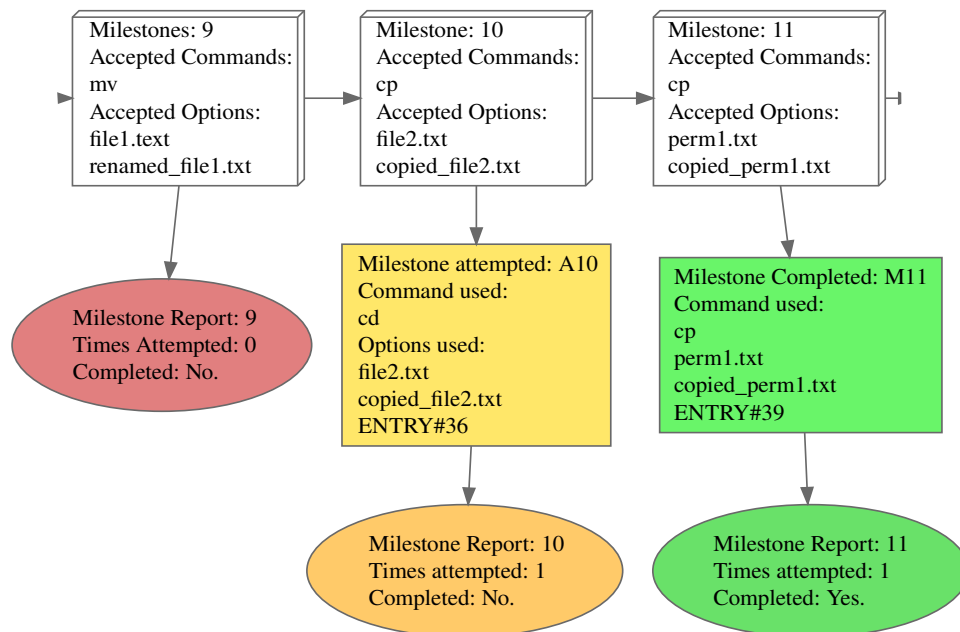 Milestones: 9
Accepted Commands:
mv
Accepted Options:
file1.text
renamed_file1.txt
Milestone: 10
Accepted Commands:
cp
Accepted Options:
file2.txt
copied_file2.txt
Milestone: 11
Accepted Commands:
cp
Accepted Options:
perm1.txt
copied_perm1.txt
Milestone Report: 9
Times Attempted: 0
Completed: No.
Milestone attempted: A10
Command used:
cd
Options used:
file2.txt
copied_file2.txt
ENTRY#36
Milestone Completed: M11
Command used:
cp
perm1.txt
copied_perm1.txt
ENTRY#39
Milestone Report: 10
Times attempted: 1
Completed: No.
Milestone Report: 11
Times attempted: 1
Completed: Yes.